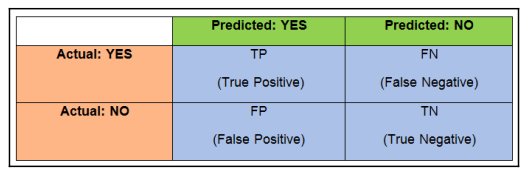 Predicted: YES Predicted: NO
Actual: YES TP FN
(True Positive) (False Negative)
Actual: NO FP TN
(False Positive) (True Negative)